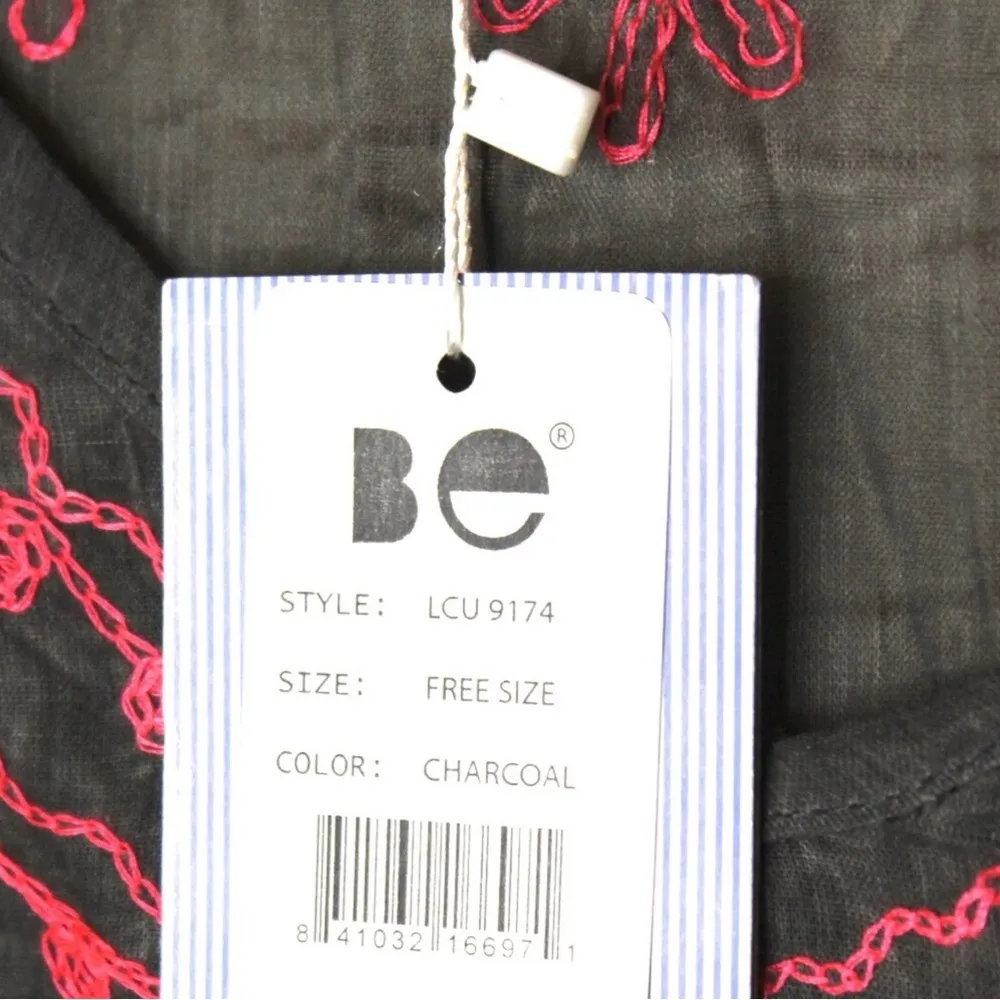 Be®
STYLE: LCU 9174
SIZE: FREE SIZE
COLOR: CHARCOAL
8 41032 16697 1